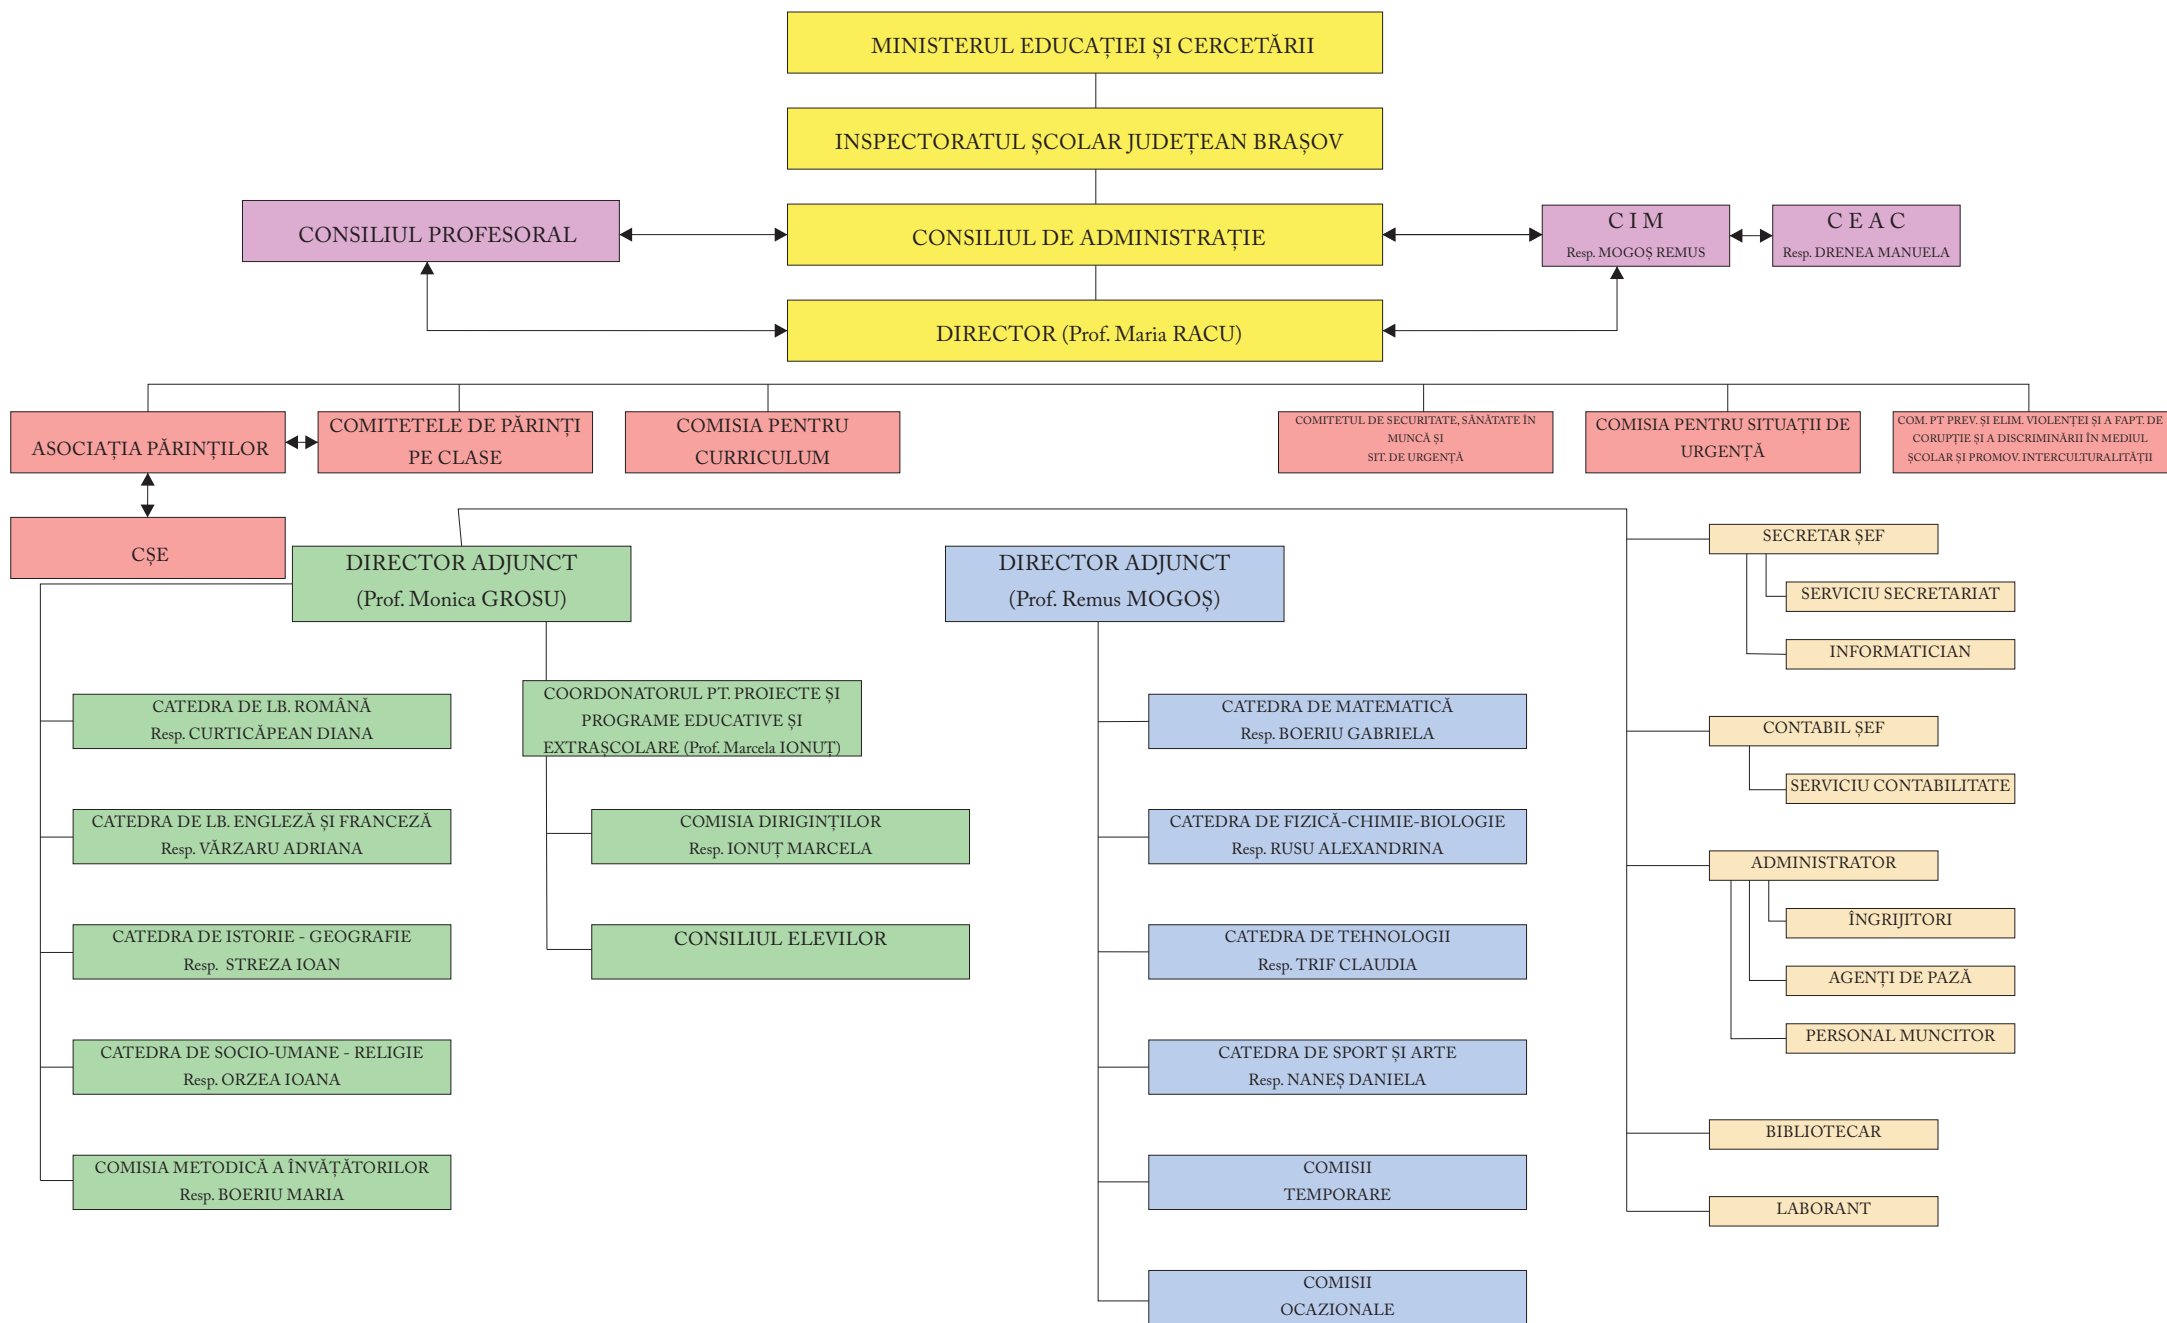 MINISTERUL EDUCAȚIEI ȘI CERCETĂRII
INSPECTORATUL ȘCOLAR JUDEȚEAN BRAȘOV
CONSILIUL PROFESORAL
CONSILIUL DE ADMINISTRAȚIE
C I M
Resp. MOGOȘ REMUS
C E A C
Resp. DRENEA MANUELA
DIRECTOR (Prof. Maria RACU)
ASOCIAȚIA PĂRINȚILOR
COMITETELE DE PĂRINȚI
PE CLASE
COMISIA PENTRU
CURRICULUM
COMITETUL DE SECURITATE, SĂNĂTATE ÎN
MUNCĂ ȘI
SIT. DE URGENȚĂ
COMISIA PENTRU SITUAȚII DE
URGENȚĂ
COM. PT PREV. ȘI ELIM. VIOLENȚEI ȘI A FAPT. DE
CORUPȚIE ȘI A DISCRIMINĂRII ÎN MEDIUL
ȘCOLAR ȘI PROMOV. INTERCULTURALITĂȚII
CȘE
DIRECTOR ADJUNCT
(Prof. Monica GROSU)
CATEDRA DE LB. ROMÂNĂ
Resp. CURTICĂPEAN DIANA
CATEDRA DE LB. ENGLEZĂ ȘI FRANCEZĂ
Resp. VĂRZARU ADRIANA
CATEDRA DE ISTORIE - GEOGRAFIE
Resp. STREZA IOAN
CATEDRA DE SOCIO-UMANE - RELIGIE
Resp. ORZEA IOANA
COMISIA METODICĂ A ÎNVĂȚĂTORILOR
Resp. BOERIU MARIA
COORDONATORUL PT. PROIECTE ȘI
PROGRAME EDUCATIVE ȘI
EXTRAȘCOLARE (Prof. Marcela IONUȚ)
COMISIA DIRIGINȚILOR
Resp. IONUȚ MARCELA
CONSILIUL ELEVILOR
DIRECTOR ADJUNCT
(Prof. Remus MOGOȘ)
CATEDRA DE MATEMATICĂ
Resp. BOERIU GABRIELA
CATEDRA DE FIZICĂ-CHIMIE-BIOLOGIE
Resp. RUSU ALEXANDRINA
CATEDRA DE TEHNOLOGII
Resp. TRIF CLAUDIA
CATEDRA DE SPORT ȘI ARTE
Resp. NANEȘ DANIELA
COMISII
TEMPORARE
COMISII
OCAZIONALE
SECRETAR ȘEF
SERVICIU SECRETARIAT
INFORMATICIAN
CONTABIL ȘEF
SERVICIU CONTABILITATE
ADMINISTRATOR
ÎNGRIJITORI
AGENȚI DE PAZĂ
PERSONAL MUNCITOR
BIBLIOTECAR
LABORANT